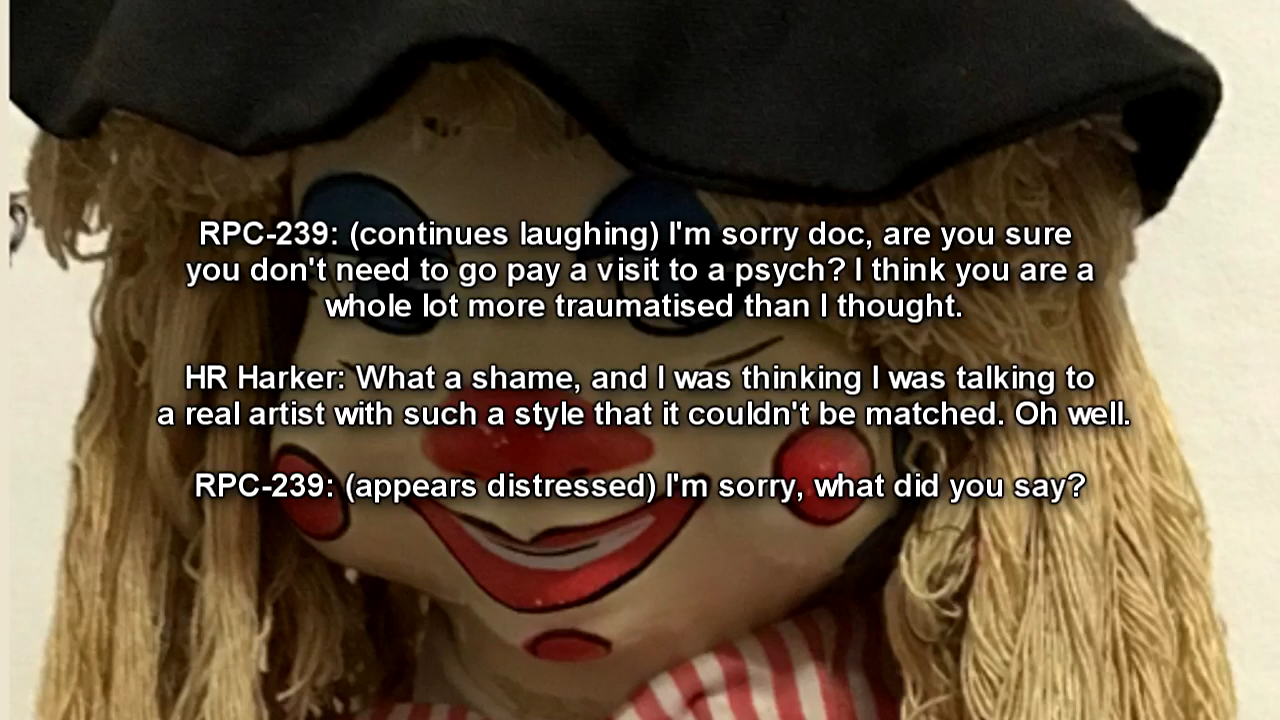 RPC-239: (continues laughing) I'm sorry doc, are you sure
you don't need to go pay a visit to a psych? I think you are a
whole lot more traumatised than I thought.
HR Harker: What a shame, and I was thinking I was talking to
a real artist with such a style that it couldn't be matched. Oh well.
RPC-239: (appears distressed) I'm sorry, what did you say?